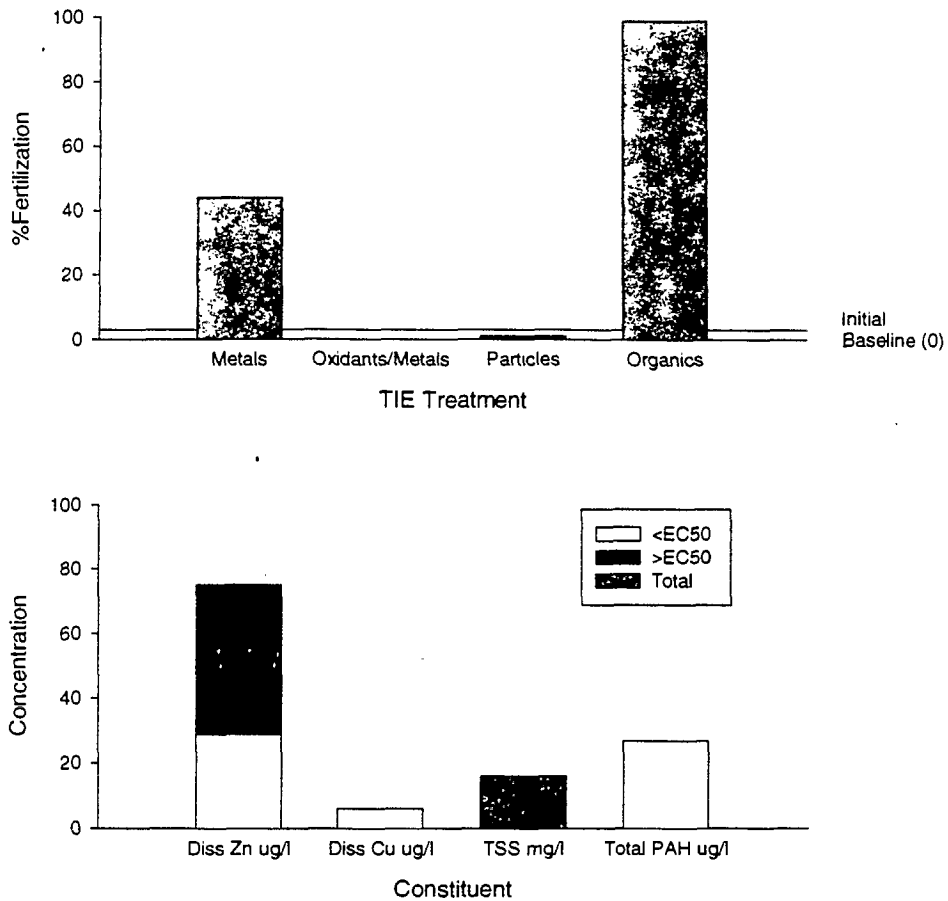 100
80
60
40
20
0
%Fertilization
Metals
Oxidants/Metals
Particles
Organics
Initial
Baseline (0)
TIE Treatment
100
80
60
40
20
0
Concentration
<EC50
>EC50
Total
Diss Zn ug/l
Diss Cu ug/l
TSS mg/l
Total PAH ug/l
Constituent